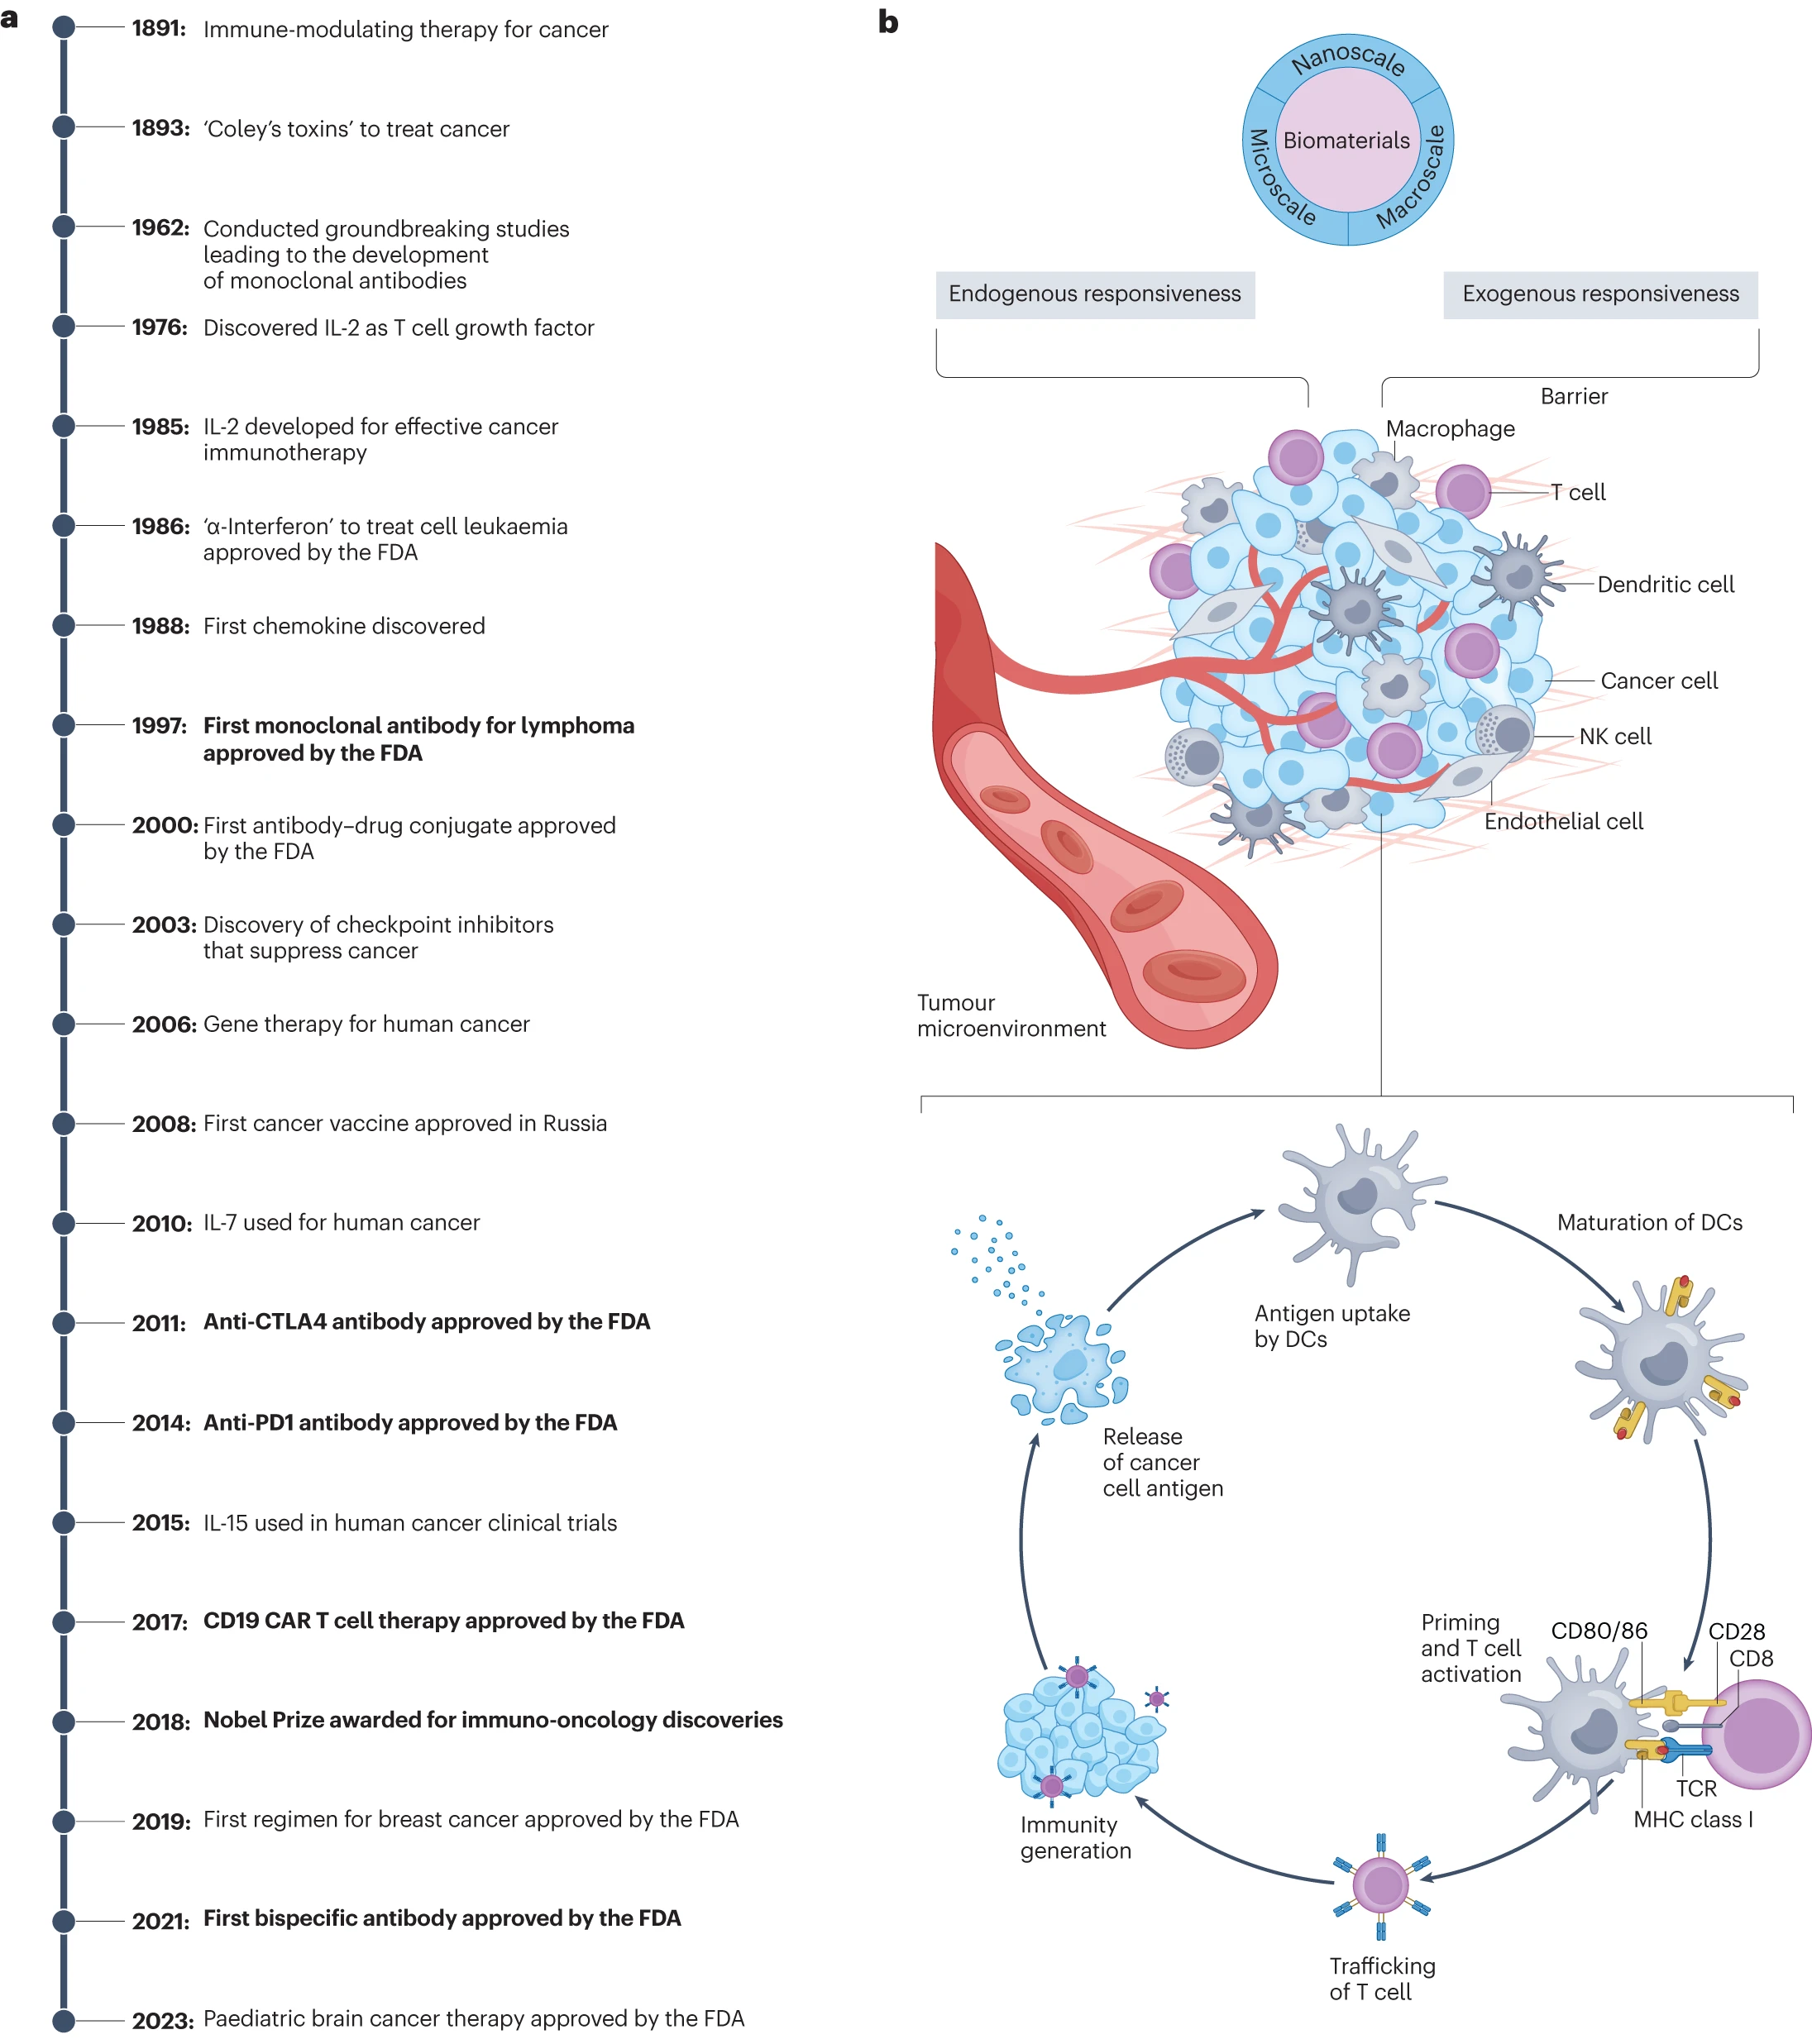 a
1891: Immune-modulating therapy for cancer
1893: ‘Coley’s toxins’ to treat cancer
1962: Conducted groundbreaking studies
leading to the development
of monoclonal antibodies
1976: Discovered IL-2 as T cell growth factor
1985: IL-2 developed for effective cancer
immunotherapy
1986: ‘α-Interferon’ to treat cell leukaemia
approved by the FDA
1988: First chemokine discovered
1997: First monoclonal antibody for lymphoma
approved by the FDA
2000: First antibody–drug conjugate approved
by the FDA
2003: Discovery of checkpoint inhibitors
that suppress cancer
2006: Gene therapy for human cancer
2008: First cancer vaccine approved in Russia
2010: IL-7 used for human cancer
2011: Anti-CTLA4 antibody approved by the FDA
2014: Anti-PD1 antibody approved by the FDA
2015: IL-15 used in human cancer clinical trials
2017: CD19 CAR T cell therapy approved by the FDA
2018: Nobel Prize awarded for immuno-oncology discoveries
2019: First regimen for breast cancer approved by the FDA
2021: First bispecific antibody approved by the FDA
2023: Paediatric brain cancer therapy approved by the FDA
b
Nanoscale
Microscale
Macroscale
Biomaterials
Endogenous responsiveness
Exogenous responsiveness
Barrier
Macrophage
T cell
Dendritic cell
Cancer cell
NK cell
Endothelial cell
Tumour
microenvironment
Antigen uptake
by DCs
Maturation of DCs
Release
of cancer
cell antigen
Priming
and T cell
activation
CD80/86
CD28
CD8
TCR
MHC class I
Immunity
generation
Trafficking
of T cell